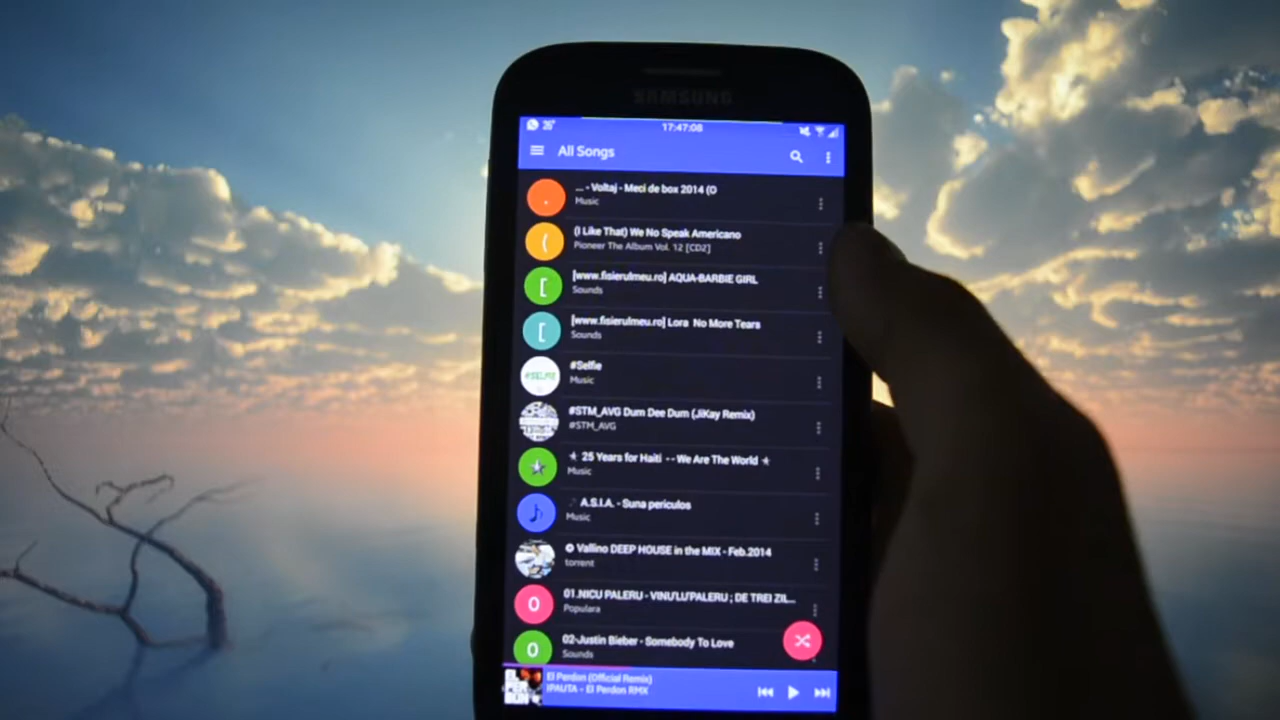 SAMSUNG
17:47:08
All Songs
... - Voltaj - Meci de box 2014 (O
Music
(I Like That) We No Speak Americano
Pioneer The Album Vol. 12 [CD2]
[www.fisierulmeu.ro] AQUA-BARBIE GIRL
Sounds
[www.fisierulmeu.ro] Lora No More Tears
Sounds
#Selfie
Music
#STM_AVG Dum Dee Dum (JiKay Remix)
#STM_AVG
★ 25 Years for Haiti -- We Are The World ★
Music
A.S.I.A. - Suna periculos
Music
✪ Vallino DEEP HOUSE in the MIX - Feb.2014
torrent
01.NICU PALERU - VINU'LU'PALERU ; DE TREI ZIL...
Populara
02-Justin Bieber - Somebody To Love
Sounds
El Perdon (Official Remix)
IPAUTA - El Perdon RMX